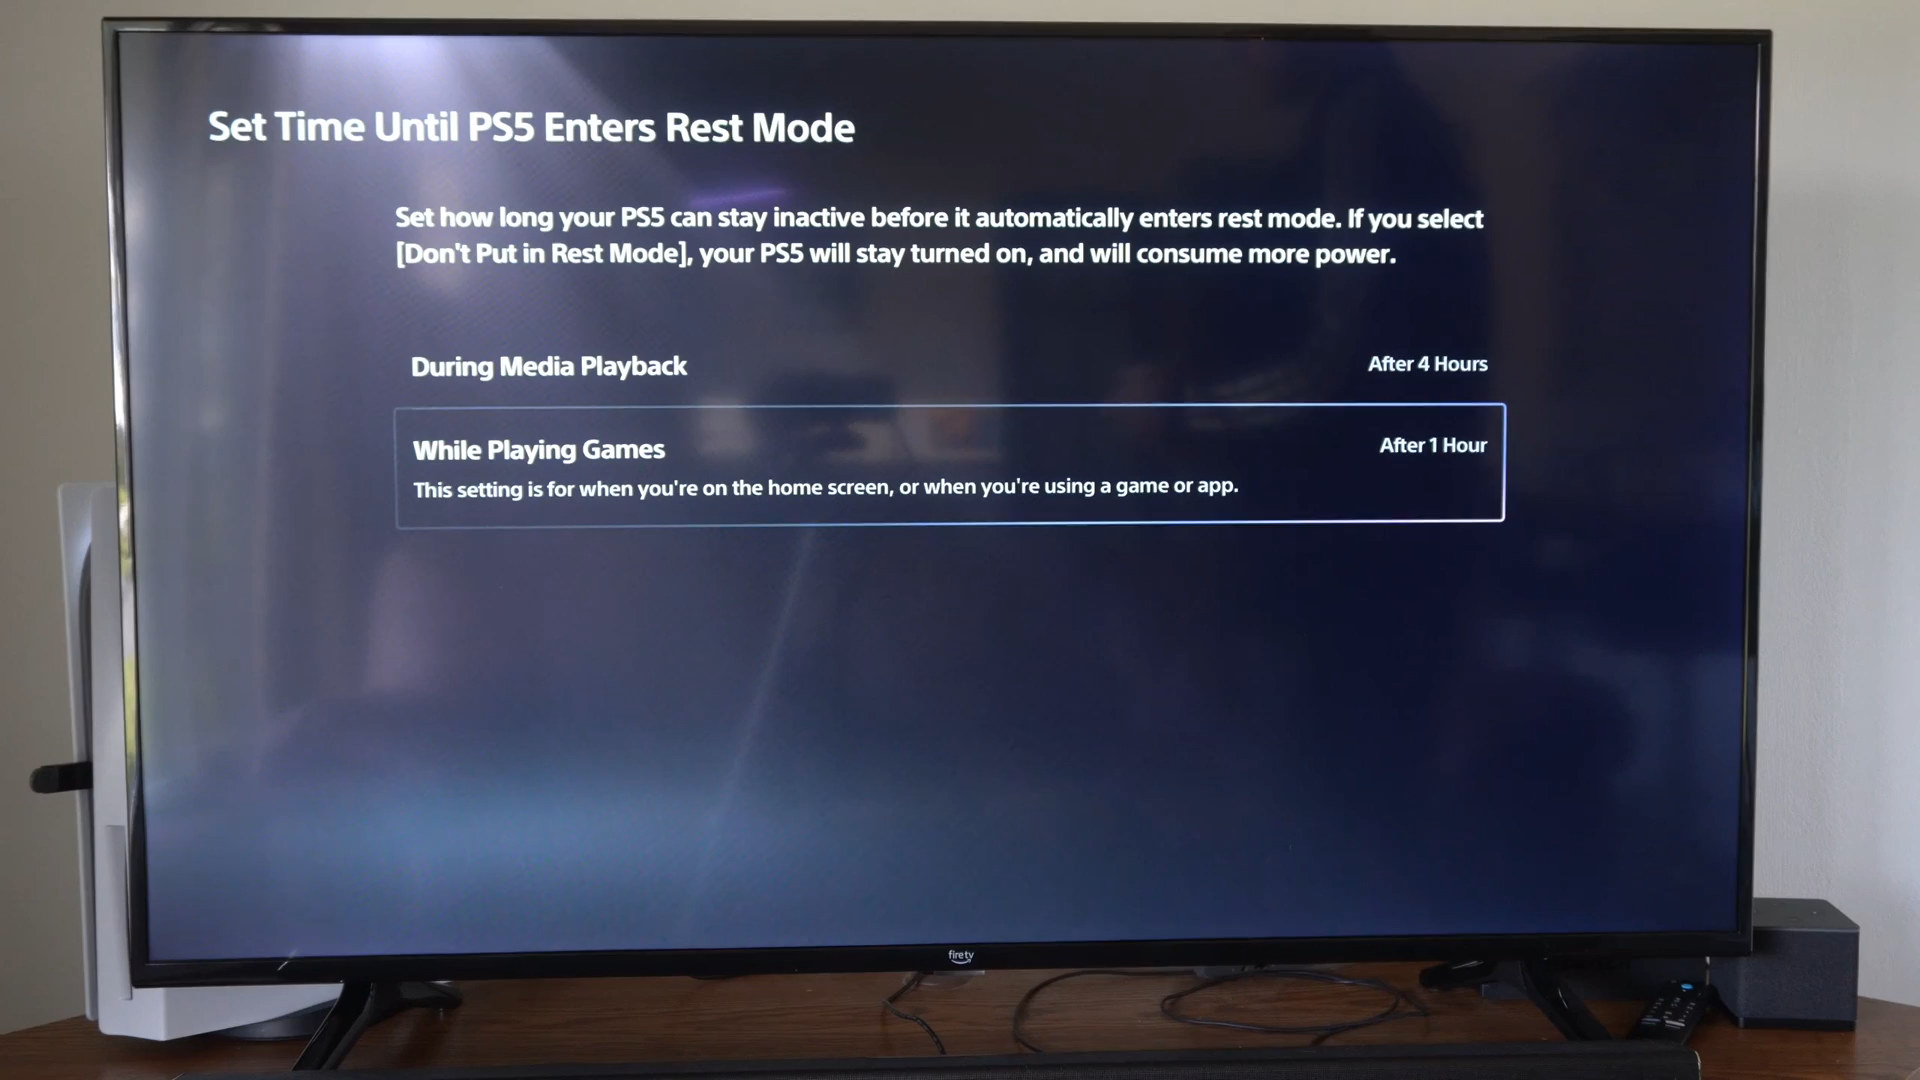 Set Time Until PS5 Enters Rest Mode
Set how long your PS5 can stay inactive before it automatically enters rest mode. If you select
[Don't Put in Rest Mode], your PS5 will stay turned on, and will consume more power.
During Media Playback After 4 Hours
While Playing Games After 1 Hour
This setting is for when you're on the home screen, or when you're using a game or app.
firetv